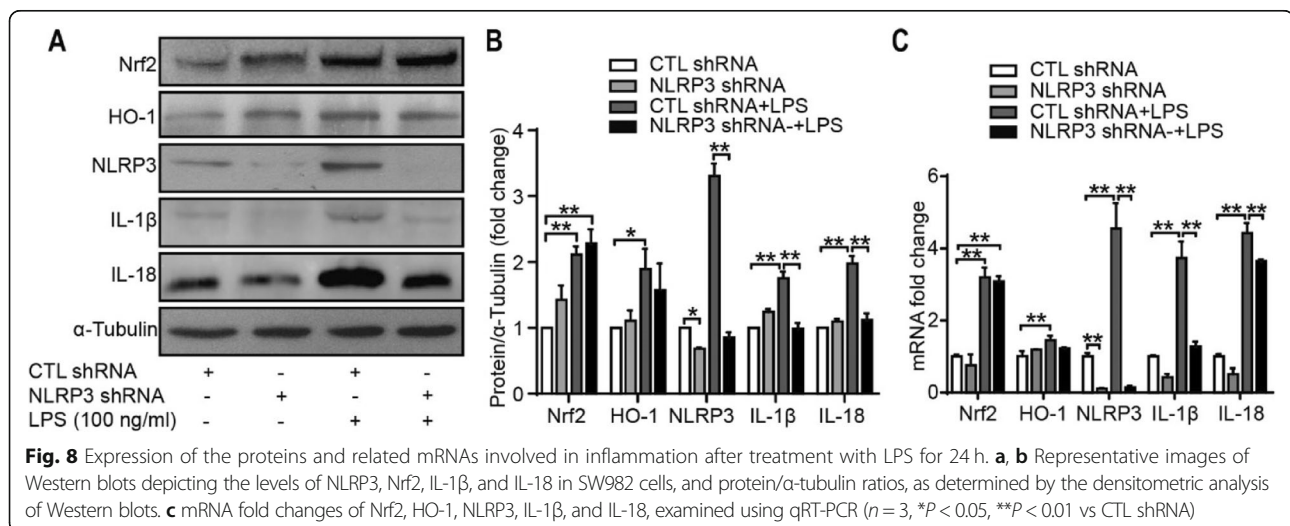 A
Nrf2
HO-1
NLRP3
IL-1β
IL-18
α-Tubulin
CTL shRNA + - + -
NLRP3 shRNA - + - +
LPS (100 ng/ml) - - + +
B
CTL shRNA
NLRP3 shRNA
CTL shRNA+LPS
NLRP3 shRNA-+LPS
Protein/α-Tubulin (fold change)
4
3
2
1
0
**
**
*
*
**
**
**
**
**
Nrf2 HO-1 NLRP3 IL-1β IL-18
C
CTL shRNA
NLRP3 shRNA
CTL shRNA+LPS
NLRP3 shRNA-+LPS
mRNA fold change
6
4
2
0
**
**
**
**
**
**
**
**
**
**
Nrf2 HO-1 NLRP3 IL-1β IL-18
Fig. 8 Expression of the proteins and related mRNAs involved in inflammation after treatment with LPS for 24 h. a, b Representative images of
Western blots depicting the levels of NLRP3, Nrf2, IL-1β, and IL-18 in SW982 cells, and protein/α-tubulin ratios, as determined by the densitometric analysis
of Western blots. c mRNA fold changes of Nrf2, HO-1, NLRP3, IL-1β, and IL-18, examined using qRT-PCR (n = 3, *P < 0.05, **P < 0.01 vs CTL shRNA)